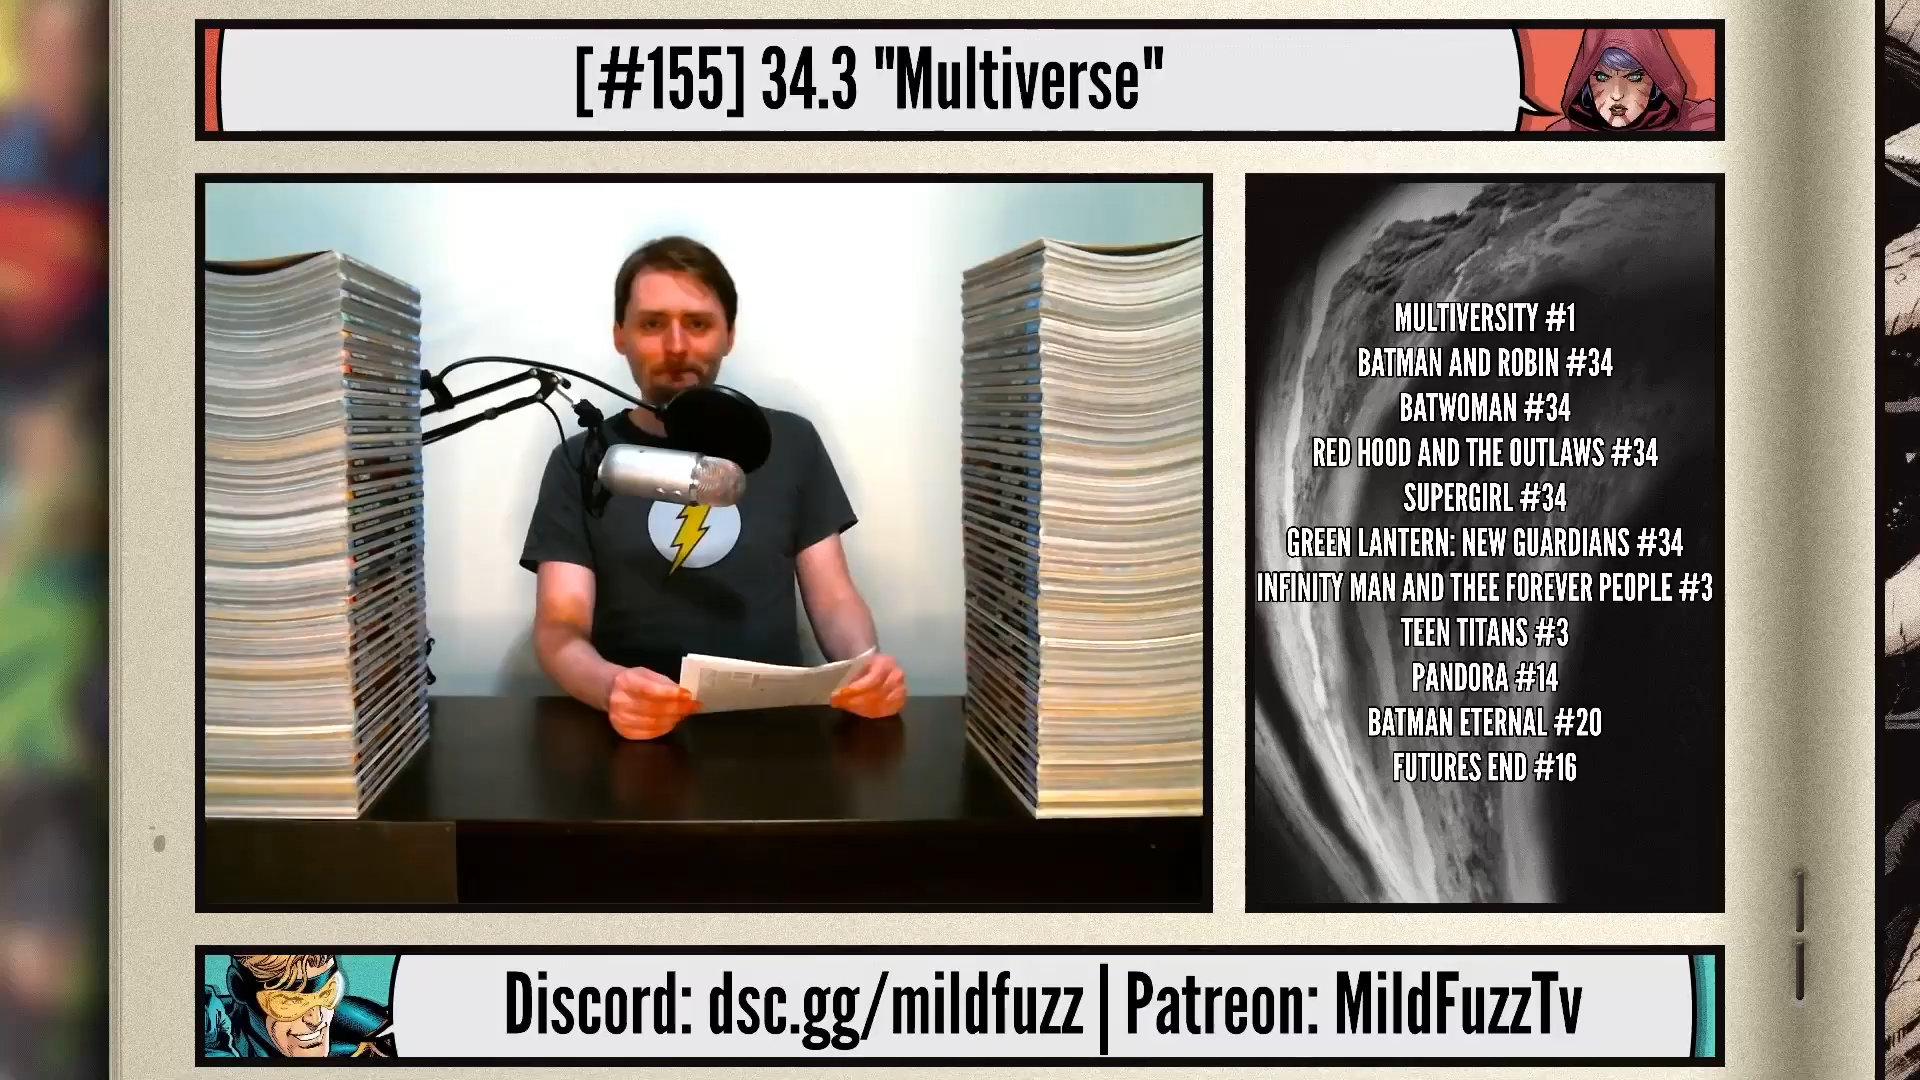 [#155] 34.3 "Multiverse"
MULTIVERSITY #1
BATMAN AND ROBIN #34
BATWOMAN #34
RED HOOD AND THE OUTLAWS #34
SUPERGIRL #34
GREEN LANTERN: NEW GUARDIANS #34
INFINITY MAN AND THEE FOREVER PEOPLE #3
TEEN TITANS #3
PANDORA #14
BATMAN ETERNAL #20
FUTURES END #16
Discord: dsc.gg/mildfuzz | Patreon: MildFuzzTv